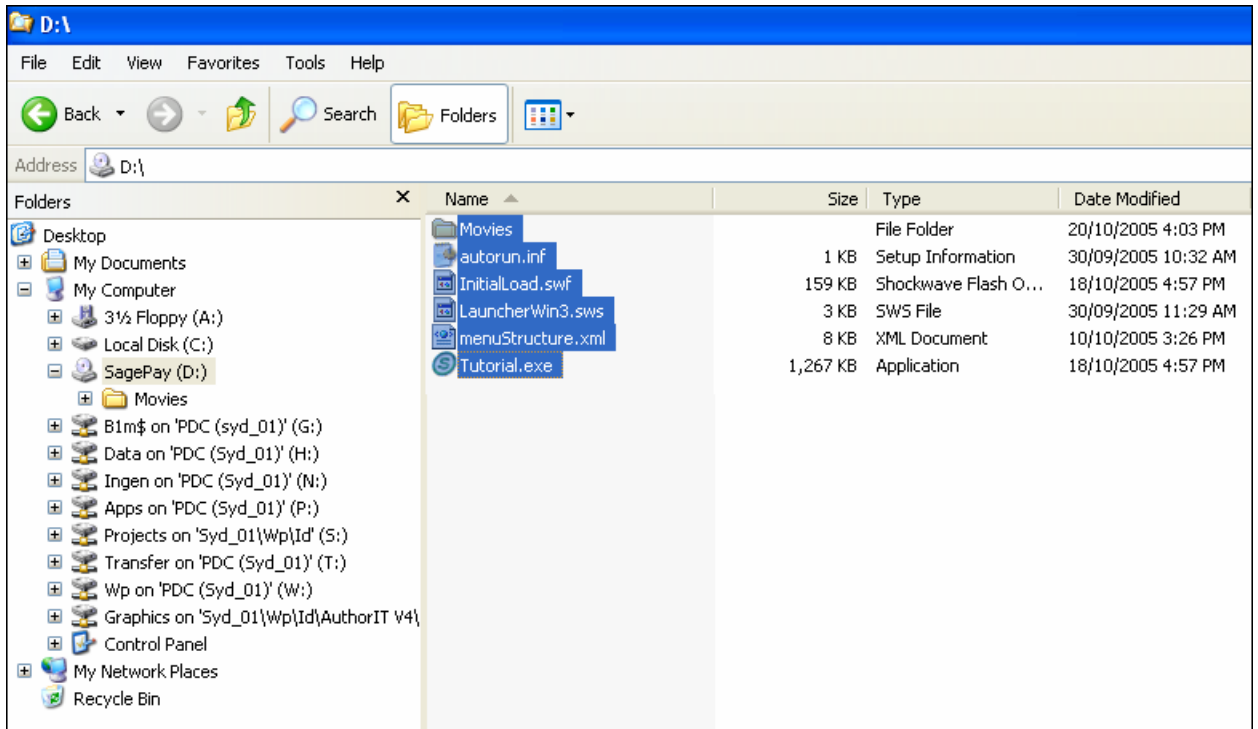 D:\
File Edit View Favorites Tools Help
Back Search Folders
Address D:\
Folders
Desktop
My Documents
My Computer
3½ Floppy (A:)
Local Disk (C:)
SagePay (D:)
Movies
B1m$ on 'PDC (syd_01)' (G:)
Data on 'PDC (Syd_01)' (H:)
Ingen on 'PDC (Syd_01)' (N:)
Apps on 'PDC (Syd_01)' (P:)
Projects on 'Syd_01\Wp\Id' (S:)
Transfer on 'PDC (Syd_01)' (T:)
Wp on 'PDC (Syd_01)' (W:)
Graphics on 'Syd_01\Wp\Id\AuthorIT V4\
Control Panel
My Network Places
Recycle Bin
Name Size Type Date Modified
Movies File Folder 20/10/2005 4:03 PM
autorun.inf 1 KB Setup Information 30/09/2005 10:32 AM
InitialLoad.swf 159 KB Shockwave Flash O... 18/10/2005 4:57 PM
LauncherWin3.sws 3 KB SWS File 30/09/2005 11:29 AM
menuStructure.xml 8 KB XML Document 10/10/2005 3:26 PM
Tutorial.exe 1,267 KB Application 18/10/2005 4:57 PM